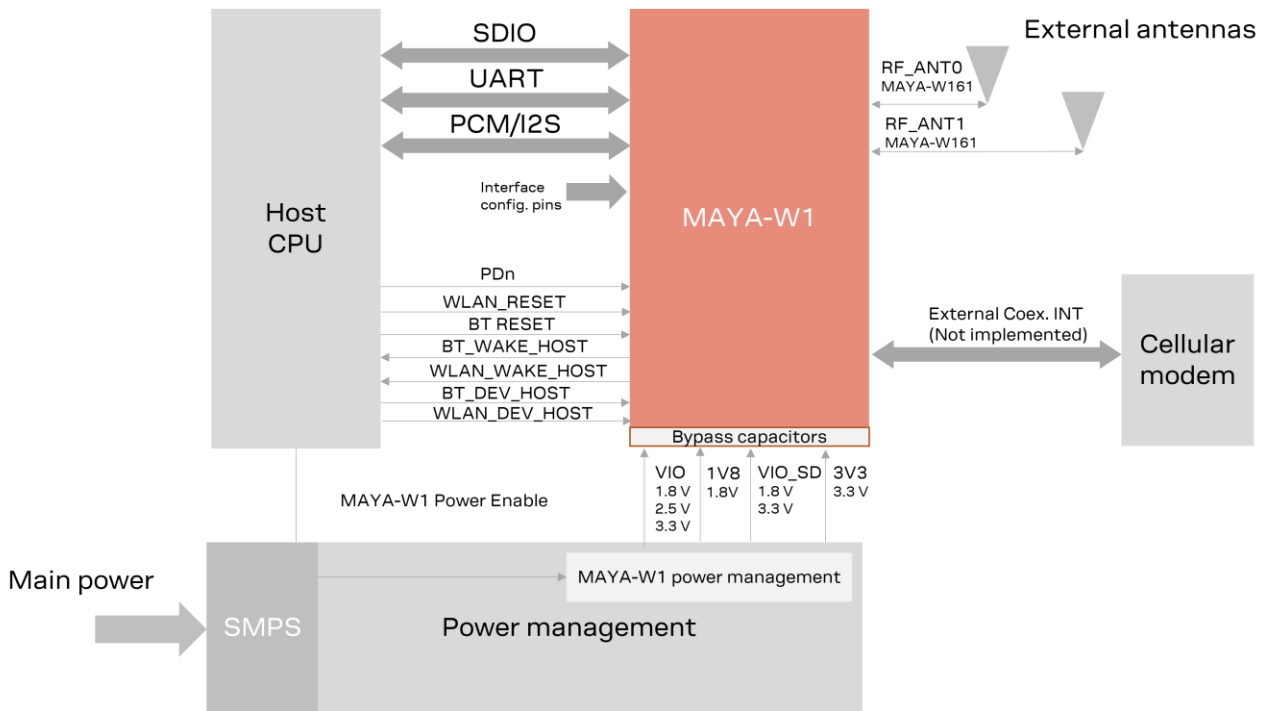 SDIO
UART
PCM/I2S
Interface
config. pins
Host
CPU
MAYA-W1
External antennas
RF_ANT0
MAYA-W161
RF_ANT1
MAYA-W161
PDn
WLAN_RESET
BT RESET
BT_WAKE_HOST
WLAN_WAKE_HOST
BT_DEV_HOST
WLAN_DEV_HOST
External Coex. INT
(Not implemented)
Cellular
modem
Bypass capacitors
VIO
1.8 V
2.5 V
3.3 V
1V8
1.8V
VIO_SD
1.8 V
3.3 V
3V3
3.3 V
MAYA-W1 Power Enable
Main power
SMPS
MAYA-W1 power management
Power management